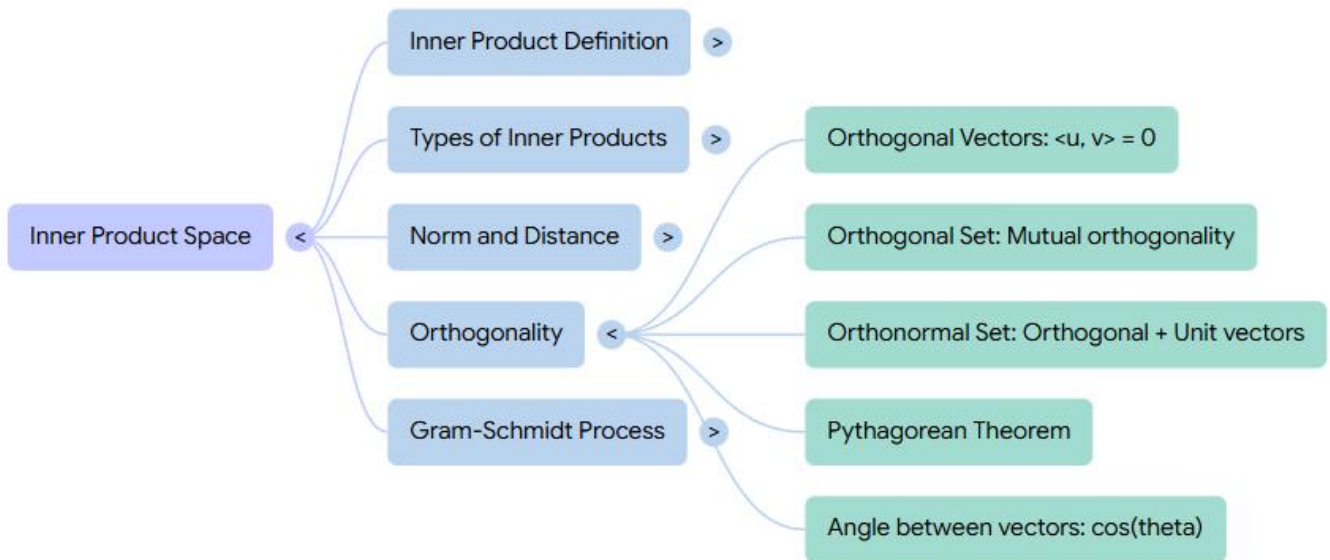 Inner Product Space
<
Inner Product Definition
>
Types of Inner Products
>
Norm and Distance
>
Orthogonality
<
Gram-Schmidt Process
>
Orthogonal Vectors: <u, v> = 0
Orthogonal Set: Mutual orthogonality
Orthonormal Set: Orthogonal + Unit vectors
Pythagorean Theorem
Angle between vectors: cos(theta)